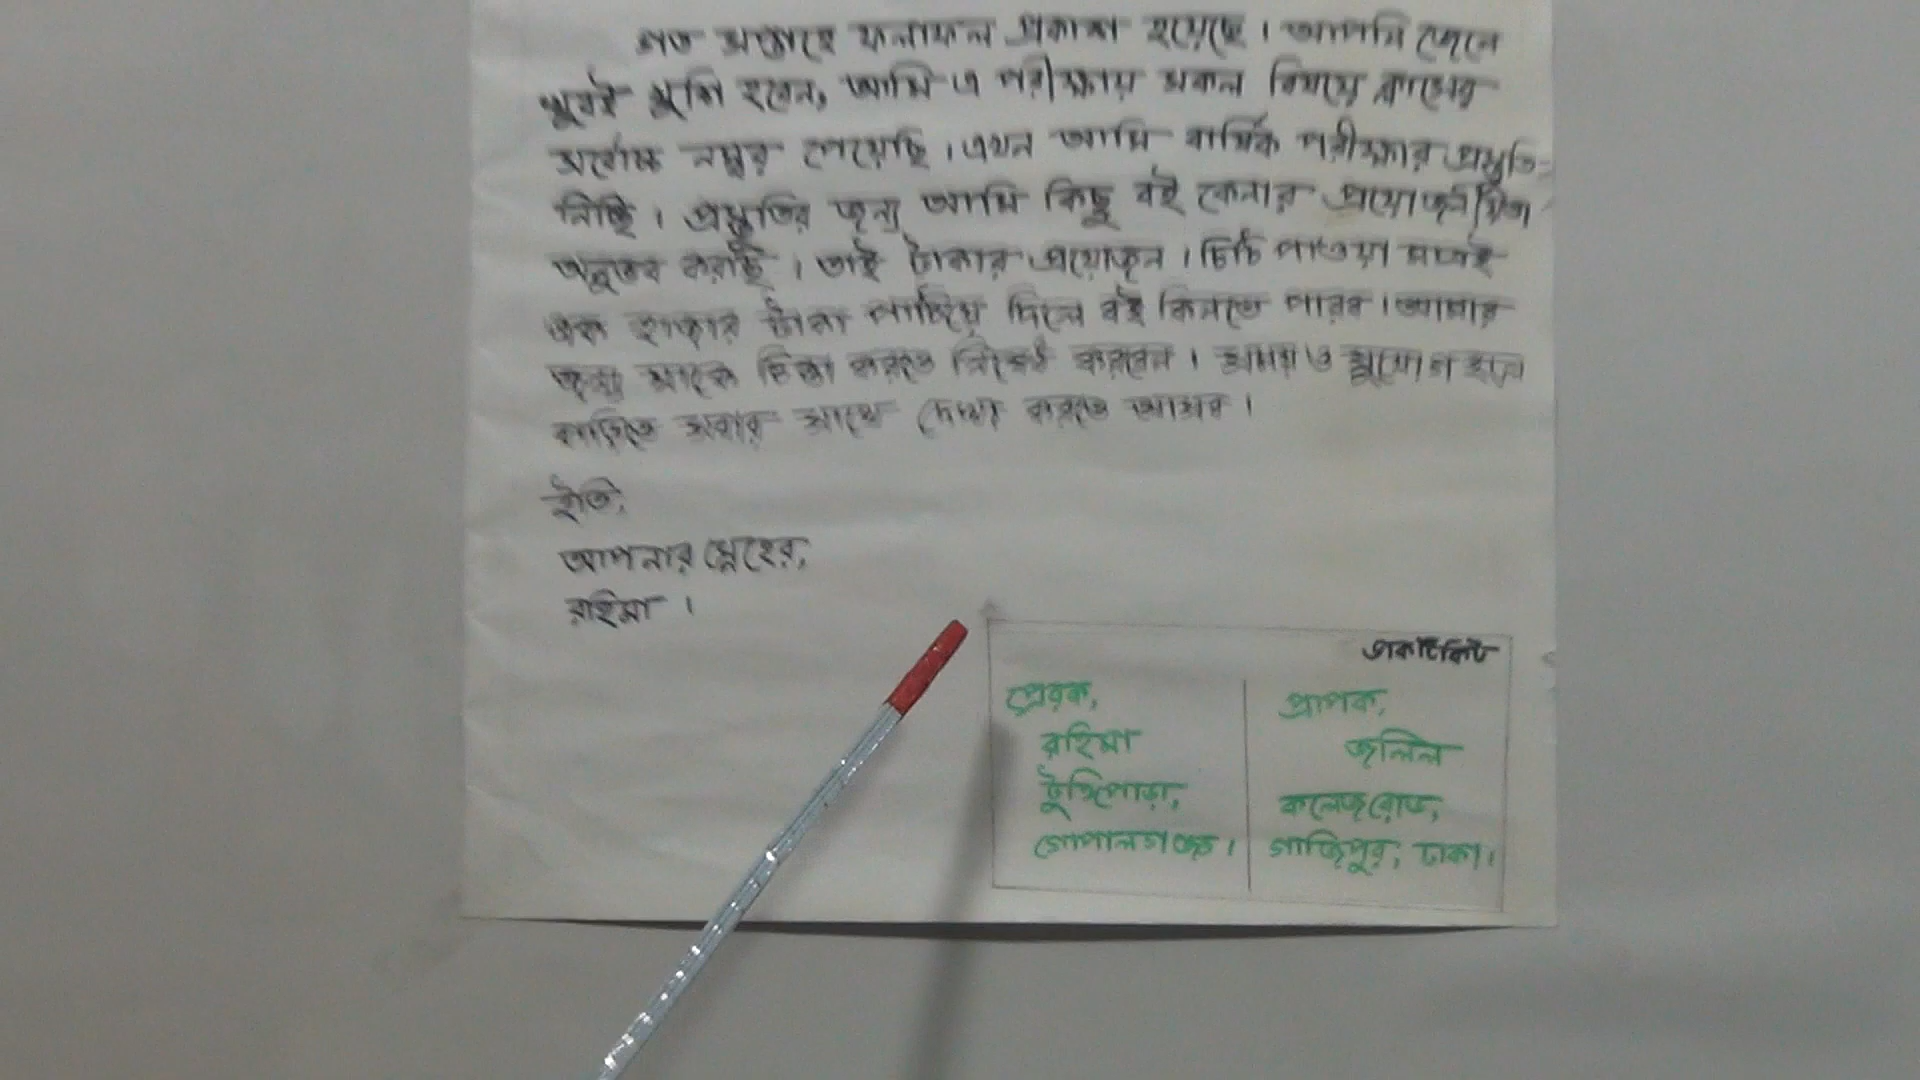 গত সপ্তাহে ফলাফল প্রকাশ হয়েছে। আপনি জেনে
খুবই খুশি হবেন, আমি এ পরীক্ষায় সকল বিষয়ে ক্লাসের
সর্বোচ্চ নম্বর পেয়েছি। এখন আমি বার্ষিক পরীক্ষার প্রস্তুতি
নিচ্ছি। প্রস্তুতির জন্য আমি কিছু বই কেনার প্রয়োজনীয়তা
অনুভব করছি। তাই টাকার প্রয়োজন। চিঠি পাওয়া মাত্রই
এক হাজার টাকা পাঠিয়ে দিলে বই কিনতে পারব। আমার
জন্য মাকে চিন্তা করতে নিষেধ করবেন। সময় ও সুযোগ হলে
বাড়িতে সবার সাথে দেখা করতে আসব।
ইতি,
আপনার স্নেহের,
রহিমা।
ডাকটিকিট
প্রেরক,
রহিমা
টুঙ্গিপাড়া,
গোপালগঞ্জ।
প্রাপক,
জলিল
কলেজরোড,
গাজিপুর, ঢাকা।